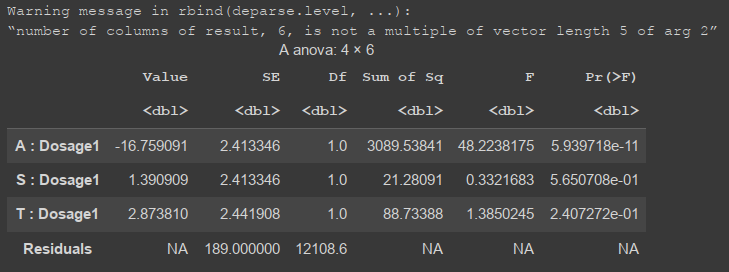 Warning message in rbind(deparse.level, ...):
“number of columns of result, 6, is not a multiple of vector length 5 of arg 2”
A anova: 4 × 6
Value SE Df Sum of Sq F Pr(>F)
<dbl> <dbl> <dbl> <dbl> <dbl> <dbl>
A : Dosage1 -16.759091 2.413346 1.0 3089.53841 48.2238175 5.939718e-11
S : Dosage1 1.390909 2.413346 1.0 21.28091 0.3321683 5.650708e-01
T : Dosage1 2.873810 2.441908 1.0 88.73388 1.3850245 2.407272e-01
Residuals NA 189.000000 12108.6 NA NA NA